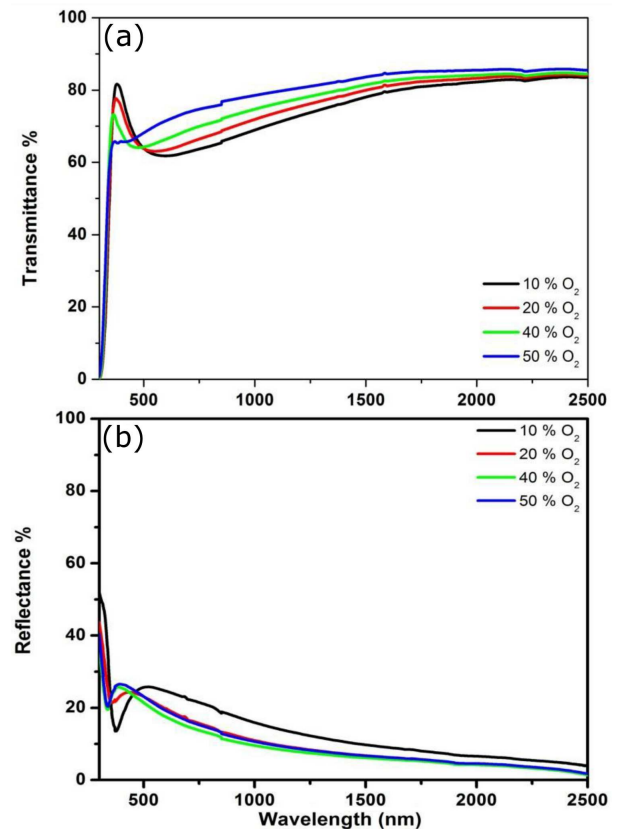 (a)
100
80
60
40
20
0
Transmittance %
10 % O₂
20 % O₂
40 % O₂
50 % O₂
500 1000 1500 2000 2500
(b)
100
80
60
40
20
0
Reflectance %
10 % O₂
20 % O₂
40 % O₂
50 % O₂
500 1000 1500 2000 2500
Wavelength (nm)